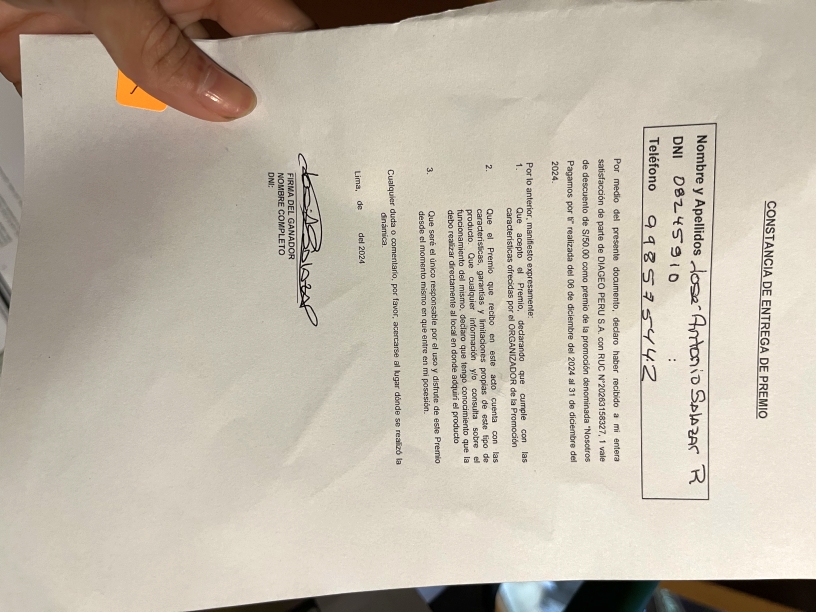 CONSTANCIA DE ENTREGA DE PREMIO
Nombre y Apellidos José Antonio Salazar R
DNI 08245910 :
Teléfono 998575442
Por medio del presente documento, declaro haber recibido a mi entera
satisfacción de parte de DIAGEO PERU S.A. con RUC N°20263158327, 1 vale
de descuento de S/50.00 como premio de la promoción denominada "Nosotros
Pagamos por ti" realizada del 06 de diciembre del 2024 al 31 de diciembre del
2024.
Por lo anterior, manifiesto expresamente:
1. Que acepto el Premio, declarando que cumple con las
características ofrecidas por el ORGANIZADOR de la Promoción
2. Que el Premio que recibo en este acto cuenta con las
características, garantías y limitaciones propias de este tipo de
producto. Que cualquier información y/o consulta sobre el
funcionamiento del mismo, declaro que tengo conocimiento que la
debo realizar directamente al local en donde adquirí el producto
3. Que seré el único responsable por el uso y disfrute de este Premio
desde el momento mismo en que entre en mi posesión.
Cualquier duda o comentario, por favor, acercarse al lugar dónde se realizó la
dinámica
Lima, de del 2024
José A Salazar
FIRMA DEL GANADOR
NOMBRE COMPLETO
DNI: